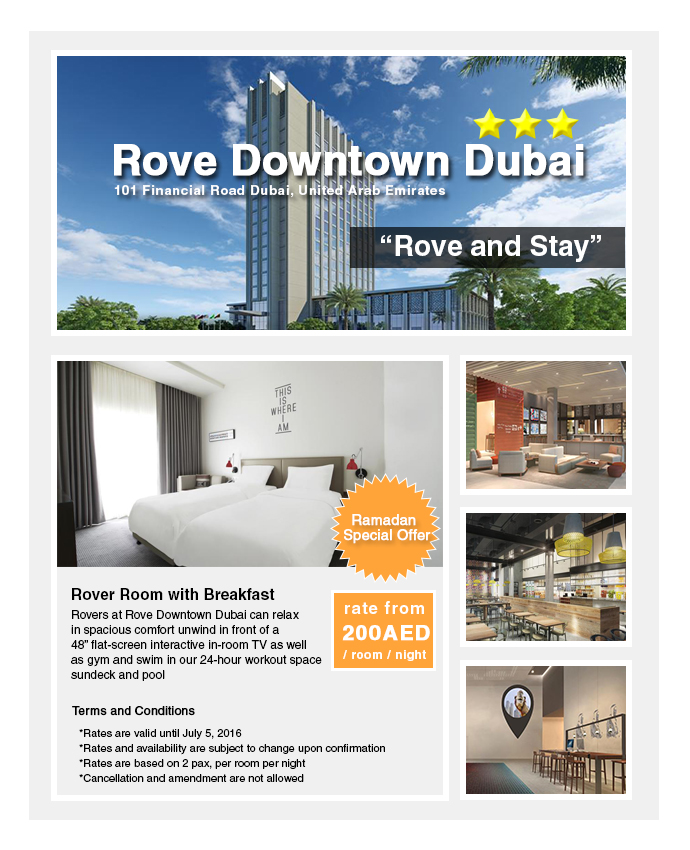 Rove Downtown Dubai
101 Financial Road Dubai, United Arab Emirates
“Rove and Stay”
THIS
IS
WHERE
I
AM
Ramadan
Special Offer
Rover Room with Breakfast
Rovers at Rove Downtown Dubai can relax
in spacious comfort unwind in front of a
48” flat-screen interactive in-room TV as well
as gym and swim in our 24-hour workout space
sundeck and pool
rate from
200AED
/ room / night
Terms and Conditions
*Rates are valid until July 5, 2016
*Rates and availability are subject to change upon confirmation
*Rates are based on 2 pax, per room per night
*Cancellation and amendment are not allowed